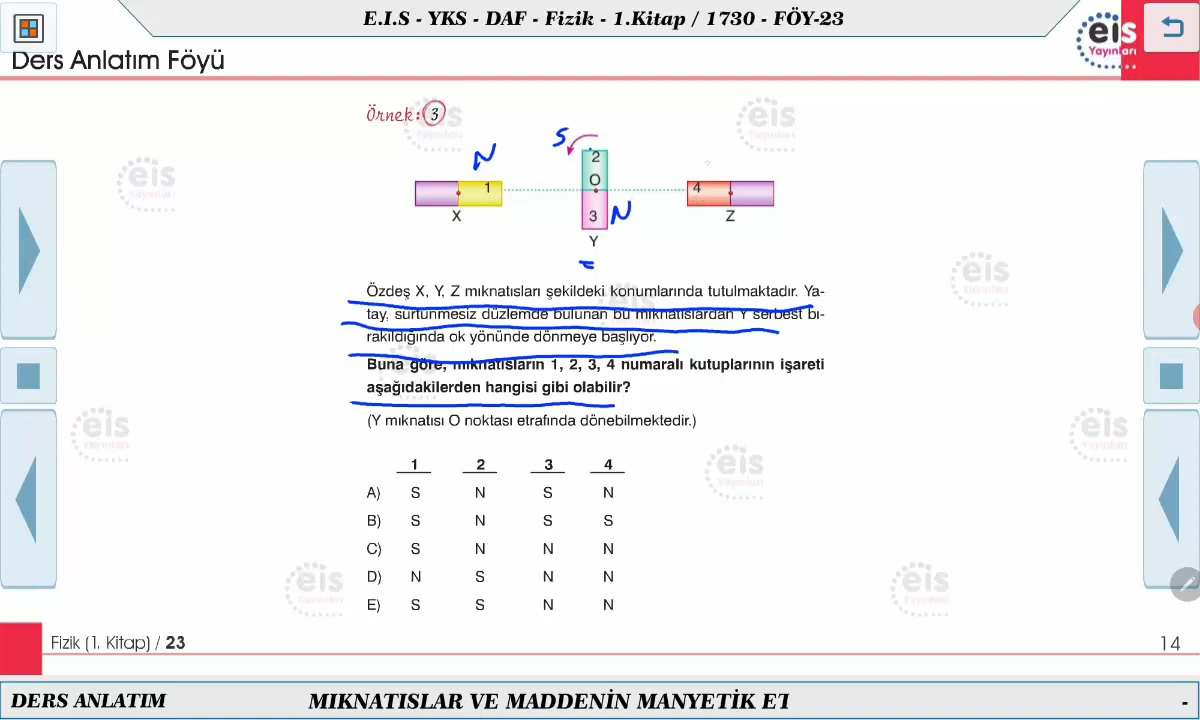 E.I.S - YKS - DAF - Fizik - 1.Kitap / 1730 - FÖY-23
eis
Yayınları
Ders Anlatım Föyü
Örnek: 3
S
N
2
O
1
4
3
N
X
Z
Y
Özdeş X, Y, Z mıknatısları şekildeki konumlarında tutulmaktadır. Ya-
tay, sürtünmesiz düzlemde bulunan bu mıknatıslardan Y serbest bı-
rakıldığında ok yönünde dönmeye başlıyor.
Buna göre, mıknatısların 1, 2, 3, 4 numaralı kutuplarının işareti
aşağıdakilerden hangisi gibi olabilir?
(Y mıknatısı O noktası etrafında dönebilmektedir.)
1 2 3 4
A) S N S N
B) S N S S
C) S N N N
D) N S N N
E) S S N N
Fizik (1. Kitap) / 23
14
DERS ANLATIM
MIKNATISLAR VE MADDENİN MANYETİK
-